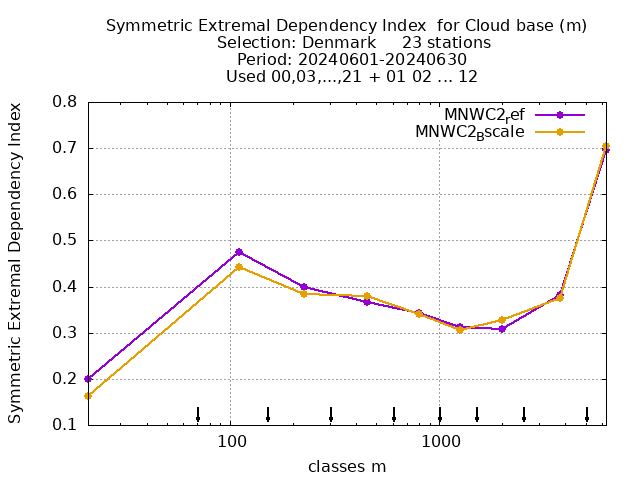 Symmetric Extremal Dependency Index  for Cloud base (m)
Selection: Denmark     23 stations
Period: 20240601-20240630
Used 00,03,...,21 + 01 02 ... 12
Symmetric Extremal Dependency Index
0.8
0.7
0.6
0.5
0.4
0.3
0.2
0.1
MNWC2ref
MNWC2Bscale
100
1000
classes m